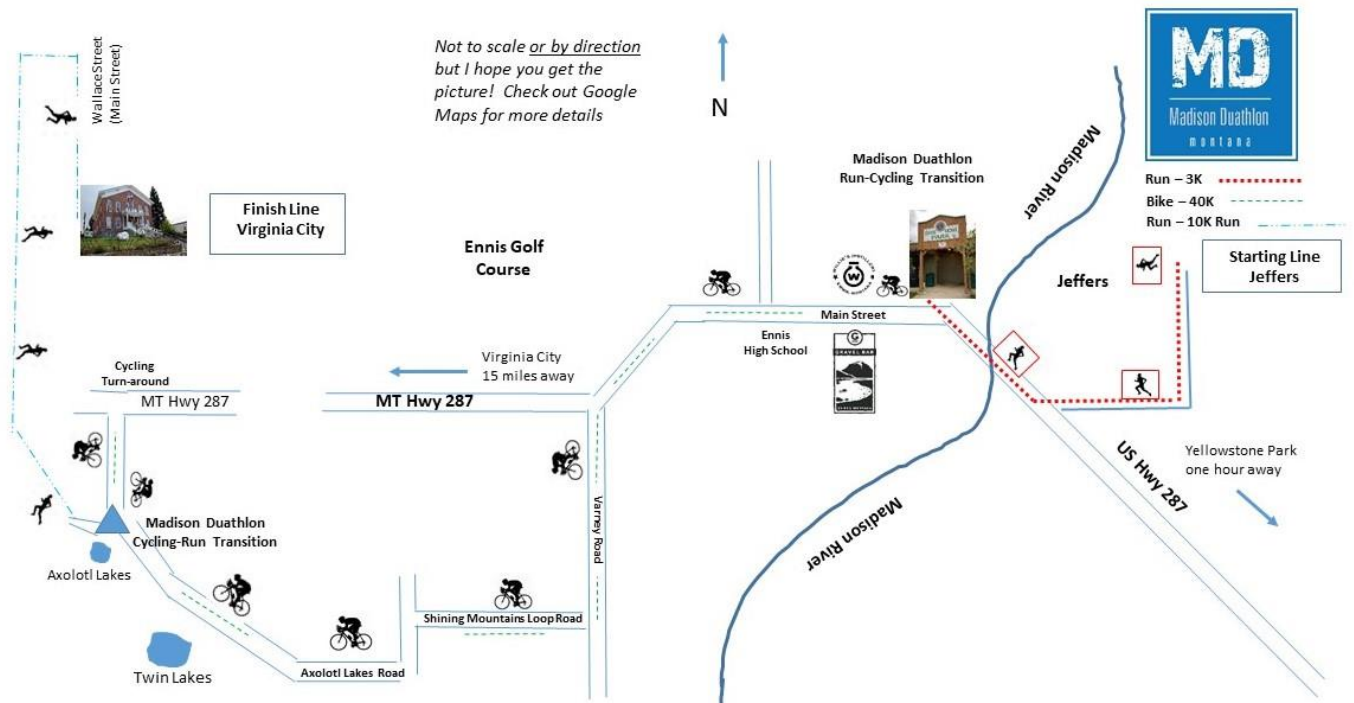 Wallace Street
(Main Street)
Not to scale or by direction
but I hope you get the
picture!  Check out Google
Maps for more details
N
Madison Duathlon
Run-Cycling Transition
Madison River
MD
Madison Duathlon
montana
Run – 3K
Bike – 40K
Run – 10K Run
Finish Line
Virginia City
Ennis Golf
Course
Jeffers
Starting Line
Jeffers
W
Main Street
Ennis
High School
G
GRAVEL BAR
Virginia City
15 miles away
Cycling
Turn-around
MT Hwy 287
MT Hwy 287
US Hwy 287
Yellowstone Park
one hour away
Varney Road
Madison River
Madison Duathlon
Cycling-Run Transition
Axolotl Lakes
Shining Mountains Loop Road
Axolotl Lakes Road
Twin Lakes